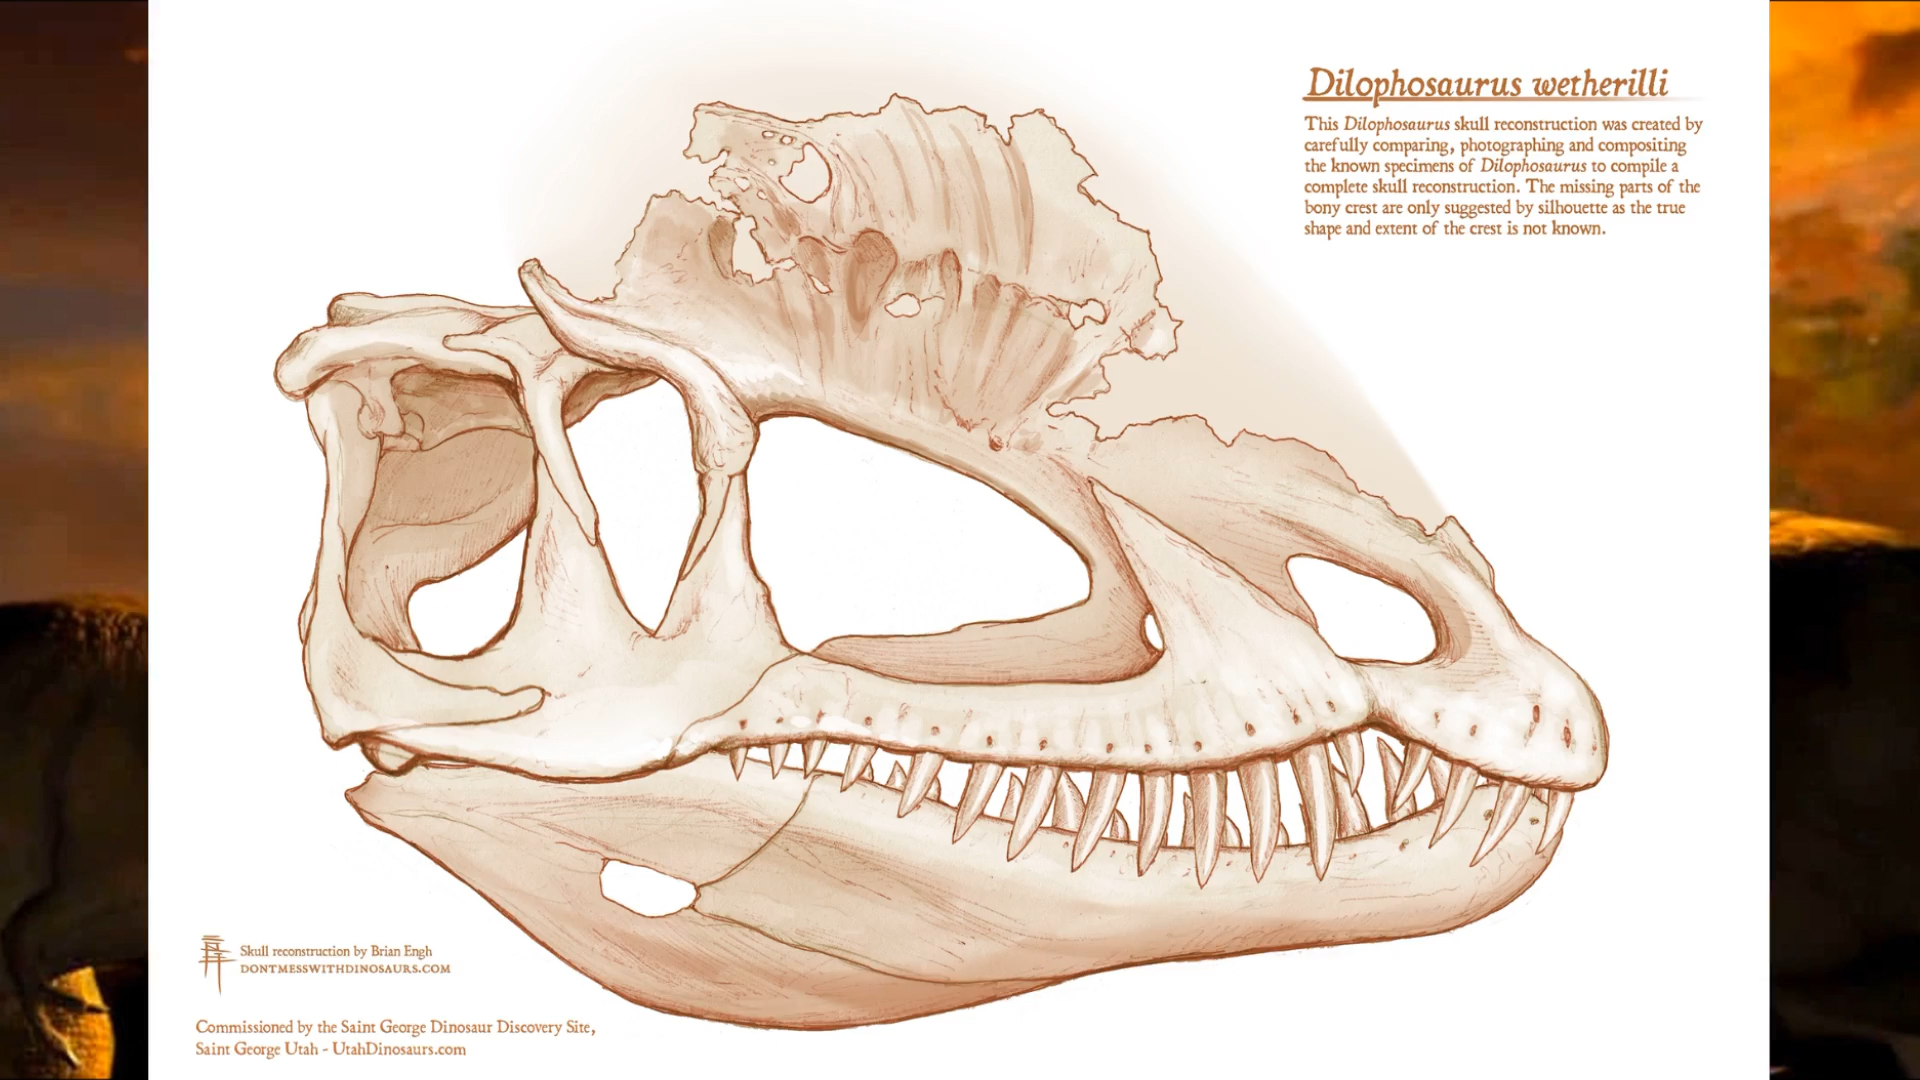 Dilophosaurus wetherilli
This Dilophosaurus skull reconstruction was created by
carefully comparing, photographing and compositing
the known specimens of Dilophosaurus to compile a
complete skull reconstruction. The missing parts of the
bony crest are only suggested by silhouette as the true
shape and extent of the crest is not known.
Skull reconstruction by Brian Engh
DONTMESSWITHDINOSAURS.COM
Commissioned by the Saint George Dinosaur Discovery Site,
Saint George Utah - UtahDinosaurs.com